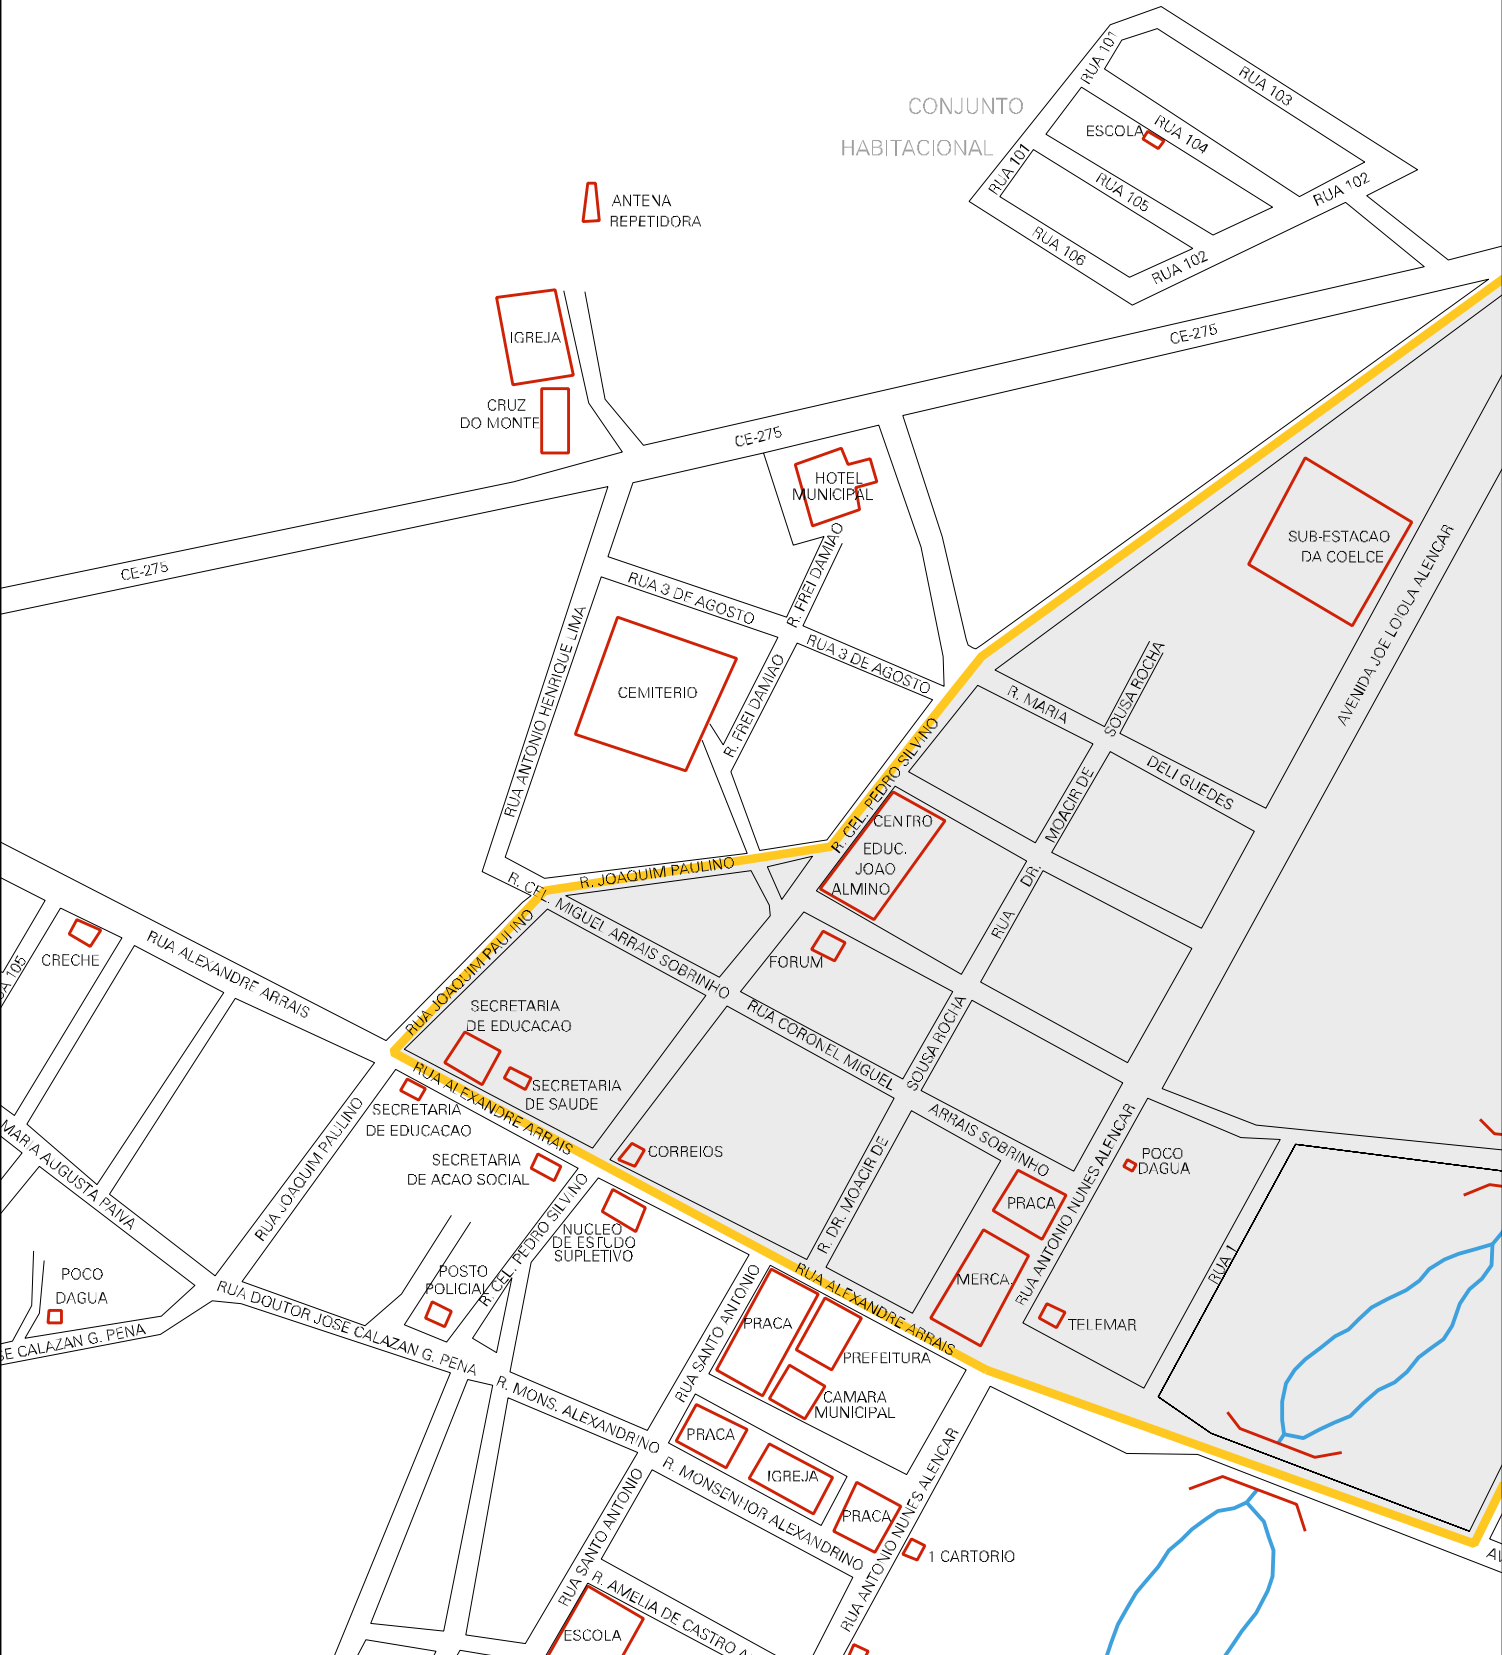 RUA 101
RUA 103
CONJUNTO
HABITACIONAL
ESCOLA
RUA 104
RUA 101
RUA 105
RUA 102
RUA 106
RUA 102
ANTENA
REPETIDORA
IGREJA
CE-275
CRUZ
DO MONTE
CE-275
HOTEL
MUNICIPAL
SUB-ESTACAO
DA COELCE
CE-275
R. FREI DAMIAO
RUA 3 DE AGOSTO
RUA 3 DE AGOSTO
AVENIDA JOE LOIOLA ALENCAR
RUA ANTONIO HENRIQUE LIMA
CEMITERIO
R. FREI DAMIAO
R. MARIA
SOUSA ROCHA
DELI GUEDES
R. CEL. PEDRO SILVINO
MOACIR DE
CENTRO
EDUC.
JOAO
ALMINO
R. JOAQUIM PAULINO
DR.
RUA
R. CEL. MIGUEL ARRAIS SOBRINHO
CRECHE
RUA ALEXANDRE ARRAIS
RUA JOAQUIM PAULINO
FORUM
105
SECRETARIA
DE EDUCACAO
RUA CORONEL MIGUEL
SOUSA ROCHA
RUA ALEXANDRE ARRAIS
SECRETARIA
DE SAUDE
SECRETARIA
DE EDUCACAO
ARRAIS SOBRINHO
MARIA AUGUSTA PAIVA
RUA JOAQUIM PAULINO
CORREIOS
SECRETARIA
DE ACAO SOCIAL
POCO
DAGUA
R. DR. MOACIR DE
RUA ANTONIO NUNES ALENCAR
PRACA
R. CEL. PEDRO SILVINO
NUCLEO
DE ESTUDO
SUPLETIVO
RUA 1
POCO
DAGUA
POSTO
POLICIAL
MERCA.
RUA DOUTOR JOSE CALAZAN G. PENA
RUA ALEXANDRE ARRAIS
SE CALAZAN G. PENA
RUA SANTO ANTONIO
PRACA
TELEMAR
PREFEITURA
R. MONS. ALEXANDRINO
CAMARA
MUNICIPAL
PRACA
IGREJA
R. MONSENHOR ALEXANDRINO
PRACA
RUA ANTONIO NUNES ALENCAR
1 CARTORIO
RUA SANTO ANTONIO
R. AMELIA DE CASTRO
ESCOLA